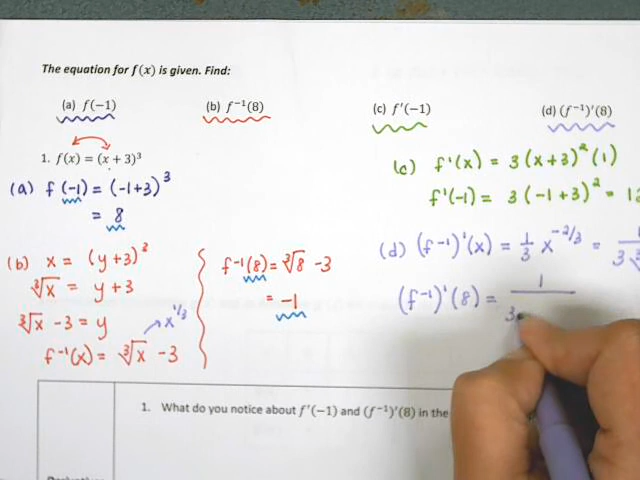 The equation for f(x) is given. Find:
(a) f(−1) (b) f⁻¹(8) (c) f'(−1) (d) (f⁻¹)'(8)
1. f(x) = (x + 3)³
(a) f(-1) = (-1+3)³
= 8
(b) x = (y+3)³
∛x = y+3
∛x - 3 = y
x^1/3
f⁻¹(x) = ∛x - 3
f⁻¹(8) = ∛8 - 3
= -1
(c) f'(x) = 3(x+3)²(1)
f'(-1) = 3(-1+3)² = 12
(d) (f⁻¹)'(x) = 1/3 x^-2/3 = 1/3
(f⁻¹)'(8) = 1/3
1. What do you notice about f'(−1) and (f⁻¹)'(8) in the